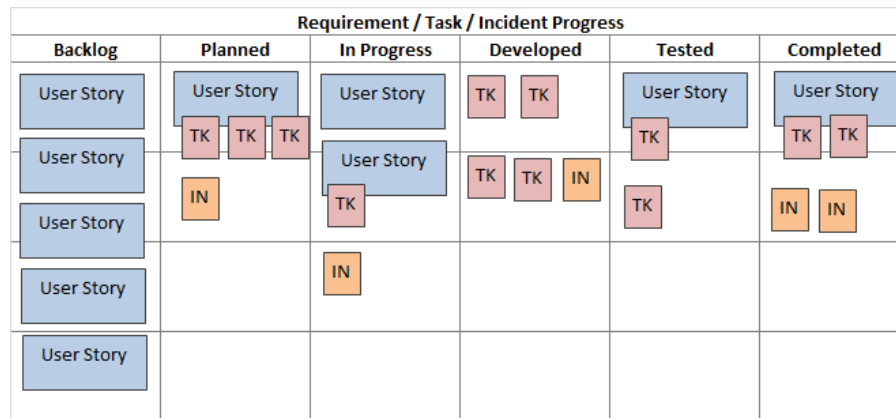 Requirement / Task / Incident Progress
Backlog Planned In Progress Developed Tested Completed
User Story User Story User Story TK TK User Story User Story
TK TK TK TK TK TK
User Story User Story TK TK IN
IN TK TK IN IN
User Story
IN
User Story
User Story